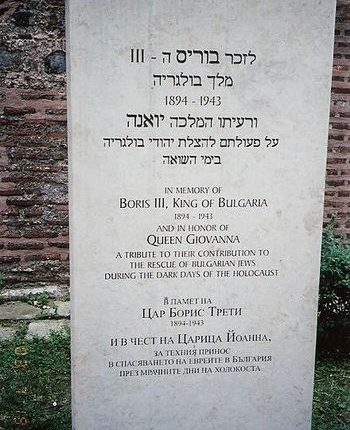 לזכר בוריס ה - III
מלך בולגריה
1894 - 1943
ורעיתו המלכה יואנה
על פעולתם להצלת יהודי בולגריה
בימי השואה
IN MEMORY OF
BORIS III, KING OF BULGARIA
1894 - 1943
AND IN HONOR OF
QUEEN GIOVANNA
A TRIBUTE TO THEIR CONTRIBUTION TO
THE RESCUE OF BULGARIAN JEWS
DURING THE DARK DAYS OF THE HOLOCAUST
В ПАМЕТ НА
ЦАР БОРИС ТРЕТИ
1894-1943
И В ЧЕСТ НА ЦАРИЦА ЙОАННА,
ЗА ТЕХНИЯ ПРИНОС
В СПАСЯВАНЕТО НА ЕВРЕИТЕ В БЪЛГАРИЯ
ПРЕЗ МРАЧНИТЕ ДНИ НА ХОЛОКОСТА